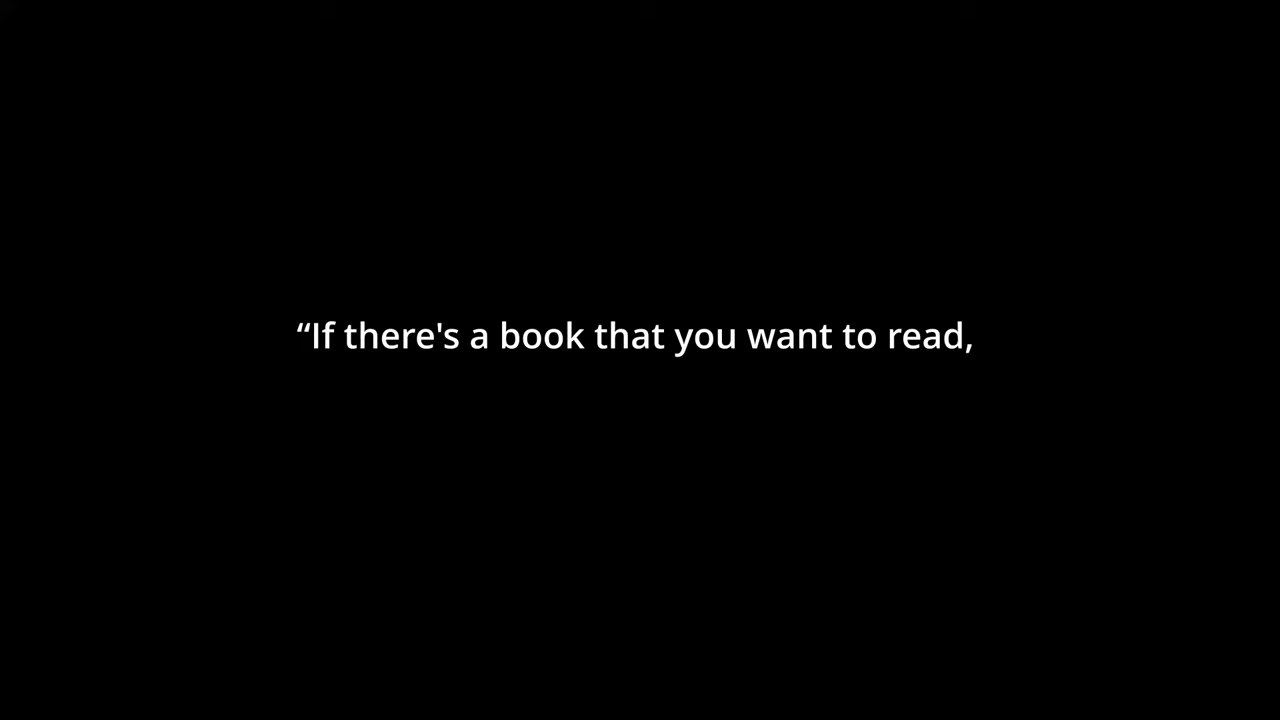 “If there's a book that you want to read,